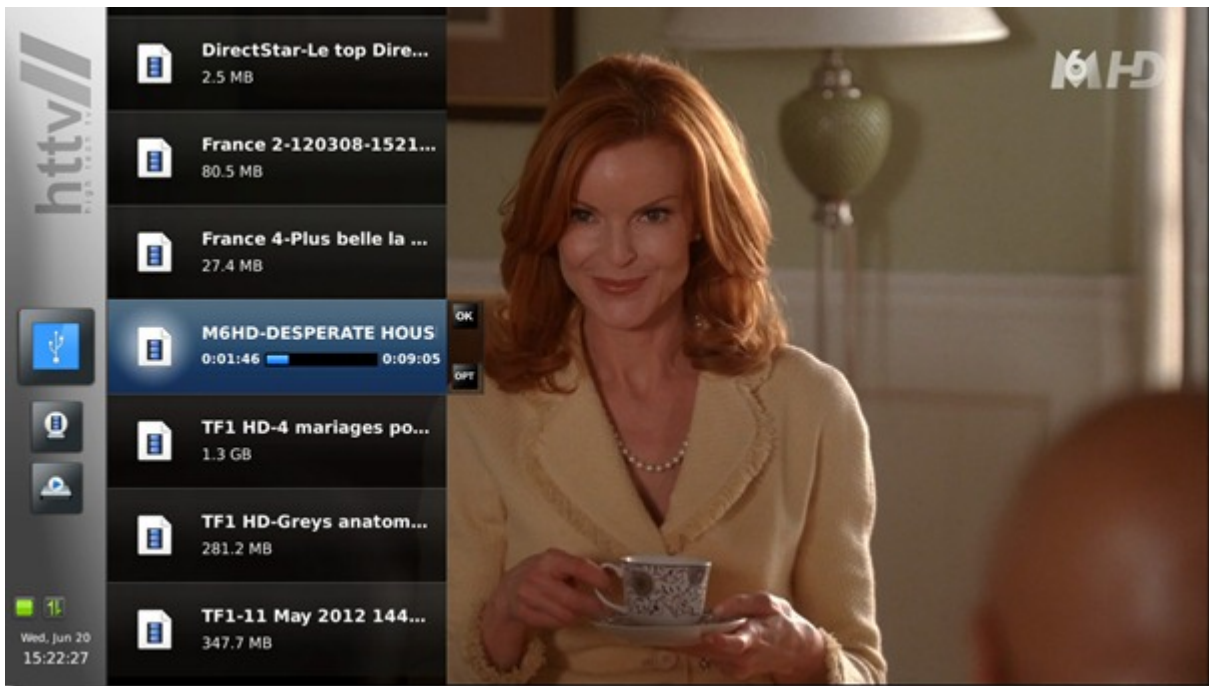 httv
high tech tv
DirectStar-Le top Dire...
2.5 MB
France 2-120308-1521...
80.5 MB
France 4-Plus belle la ...
27.4 MB
M6HD-DESPERATE HOUS
0:01:46
0:09:05
OK
OPT
TF1 HD-4 mariages po...
1.3 GB
TF1 HD-Greys anatom...
281.2 MB
TF1-11 May 2012 144...
347.7 MB
Wed, Jun 20
15:22:27
M6 HD